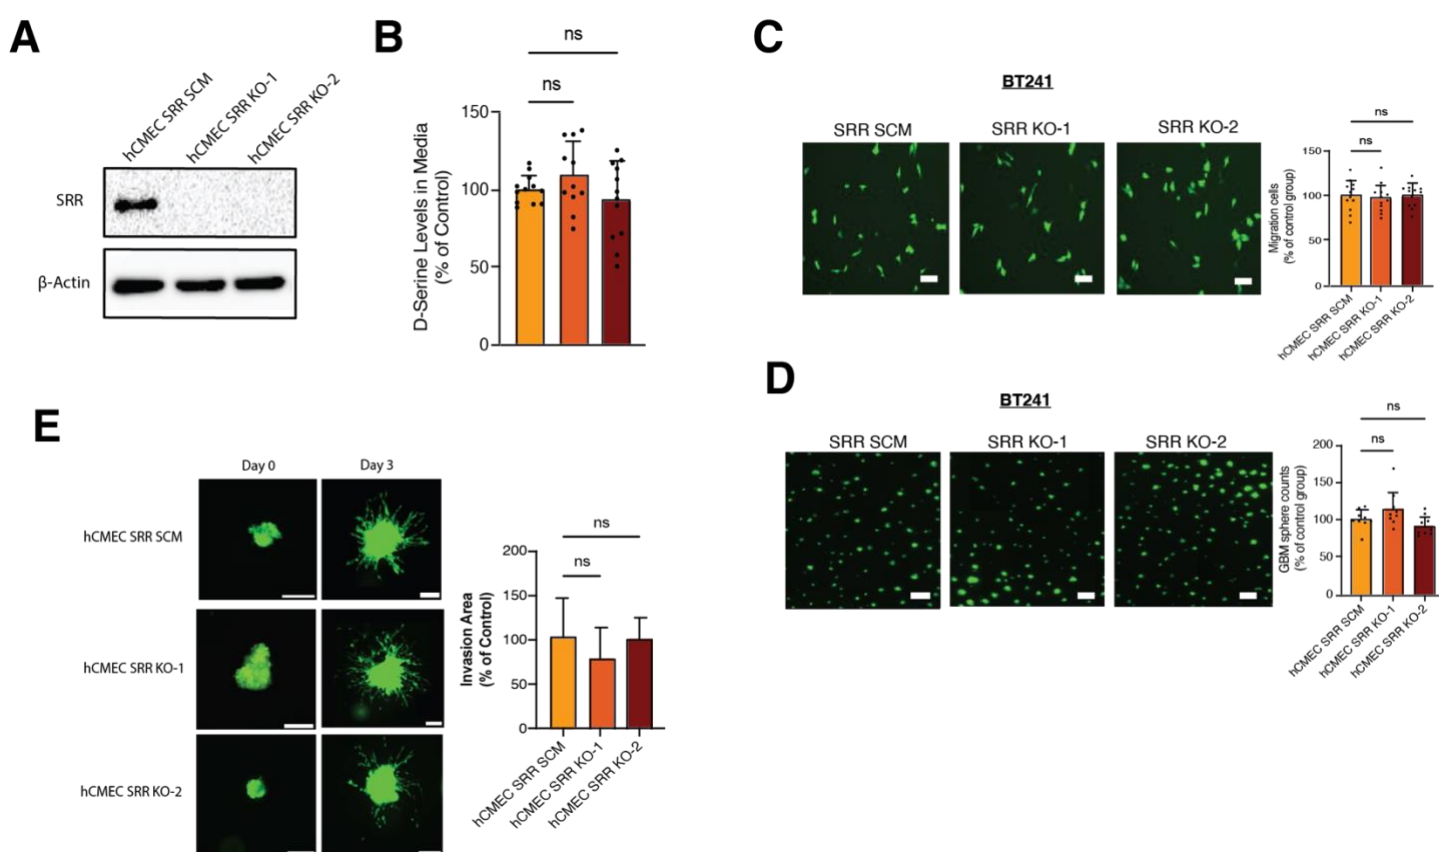 A
hCMEC SRR SCM
hCMEC SRR KO-1
hCMEC SRR KO-2
SRR
β-Actin
B
ns
ns
D-Serine Levels in Media
(% of Control)
150
100
50
0
C
BT241
SRR SCM
SRR KO-1
SRR KO-2
ns
ns
Migration cells
(% of control group)
150
100
50
0
hCMEC SRR SCM
hCMEC SRR KO-1
hCMEC SRR KO-2
D
BT241
SRR SCM
SRR KO-1
SRR KO-2
ns
ns
GBM sphere counts
(% of control group)
200
150
100
50
0
hCMEC SRR SCM
hCMEC SRR KO-1
hCMEC SRR KO-2
E
Day 0
Day 3
hCMEC SRR SCM
hCMEC SRR KO-1
hCMEC SRR KO-2
ns
ns
Invasion Area
(% of Control)
200
150
100
50
0
hCMEC SRR SCM
hCMEC SRR KO-1
hCMEC SRR KO-2